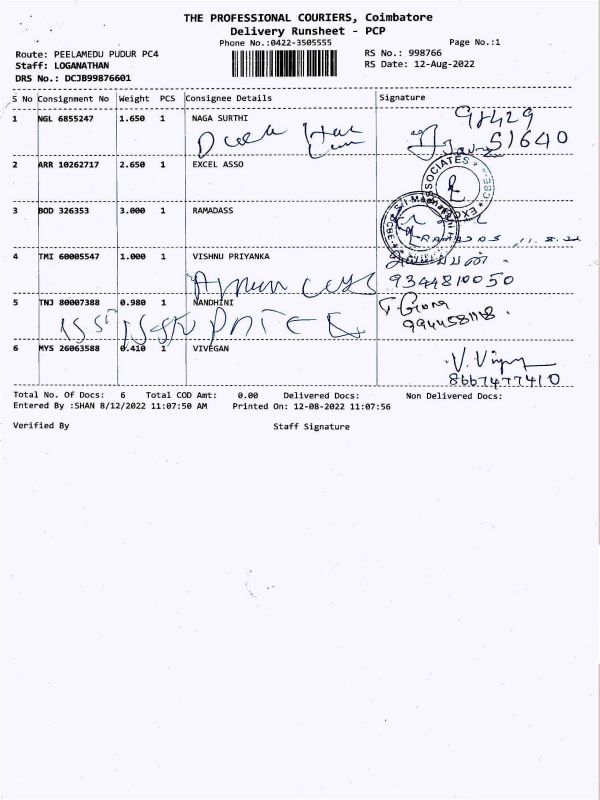 THE PROFESSIONAL COURIERS, Coimbatore
Delivery Runsheet - PCP
Phone No.:0422-3505555
Page No.:1
Route: PEELAMEDU PUDUR PC4
RS No.: 998766
Staff: LOGANATHAN
RS Date: 12-Aug-2022
DRS No.: DCJB99876601
S No Consignment No Weight PCS Consignee Details Signature
1 NGL 6855247 1.650 1 NAGA SURTHI
98429
51640
2 ARR 10262717 2.650 1 EXCEL ASSO
3 BOD 326353 3.000 1 RAMADASS
4 TMI 60005547 1.000 1 VISHNU PRIYANKA
9344810050
5 TNJ 80007388 0.980 1 NANDHINI
6 MYS 26063588 0.410 1 VIVEGAN
8667477410
Total No. Of Docs: 6 Total COD Amt: 0.00 Delivered Docs: Non Delivered Docs:
Entered By :SHAN 8/12/2022 11:07:50 AM Printed On: 12-08-2022 11:07:56
Verified By Staff Signature